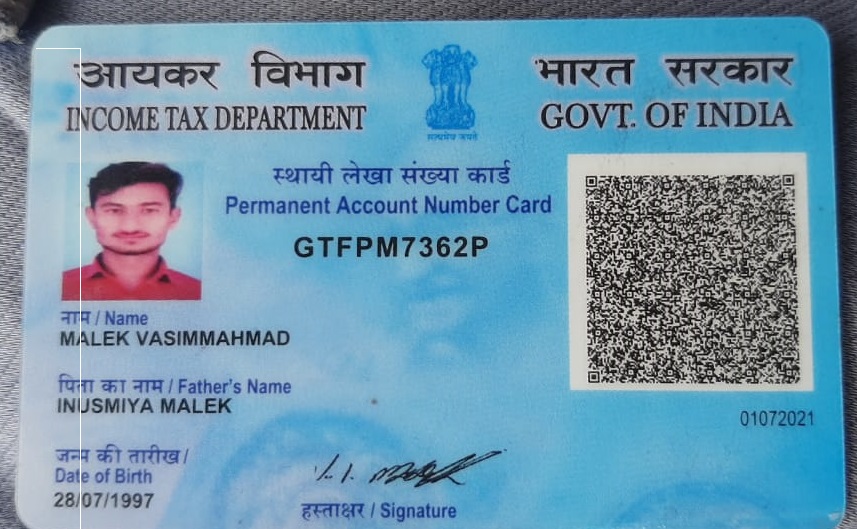 आयकर विभाग
INCOME TAX DEPARTMENT
सत्यमेव जयते
भारत सरकार
GOVT. OF INDIA
स्थायी लेखा संख्या कार्ड
Permanent Account Number Card
GTFPM7362P
नाम / Name
MALEK VASIMMAHMAD
पिता का नाम / Father's Name
INUSMIYA MALEK
01072021
जन्म की तारीख /
Date of Birth
28/07/1997
हस्ताक्षर / Signature